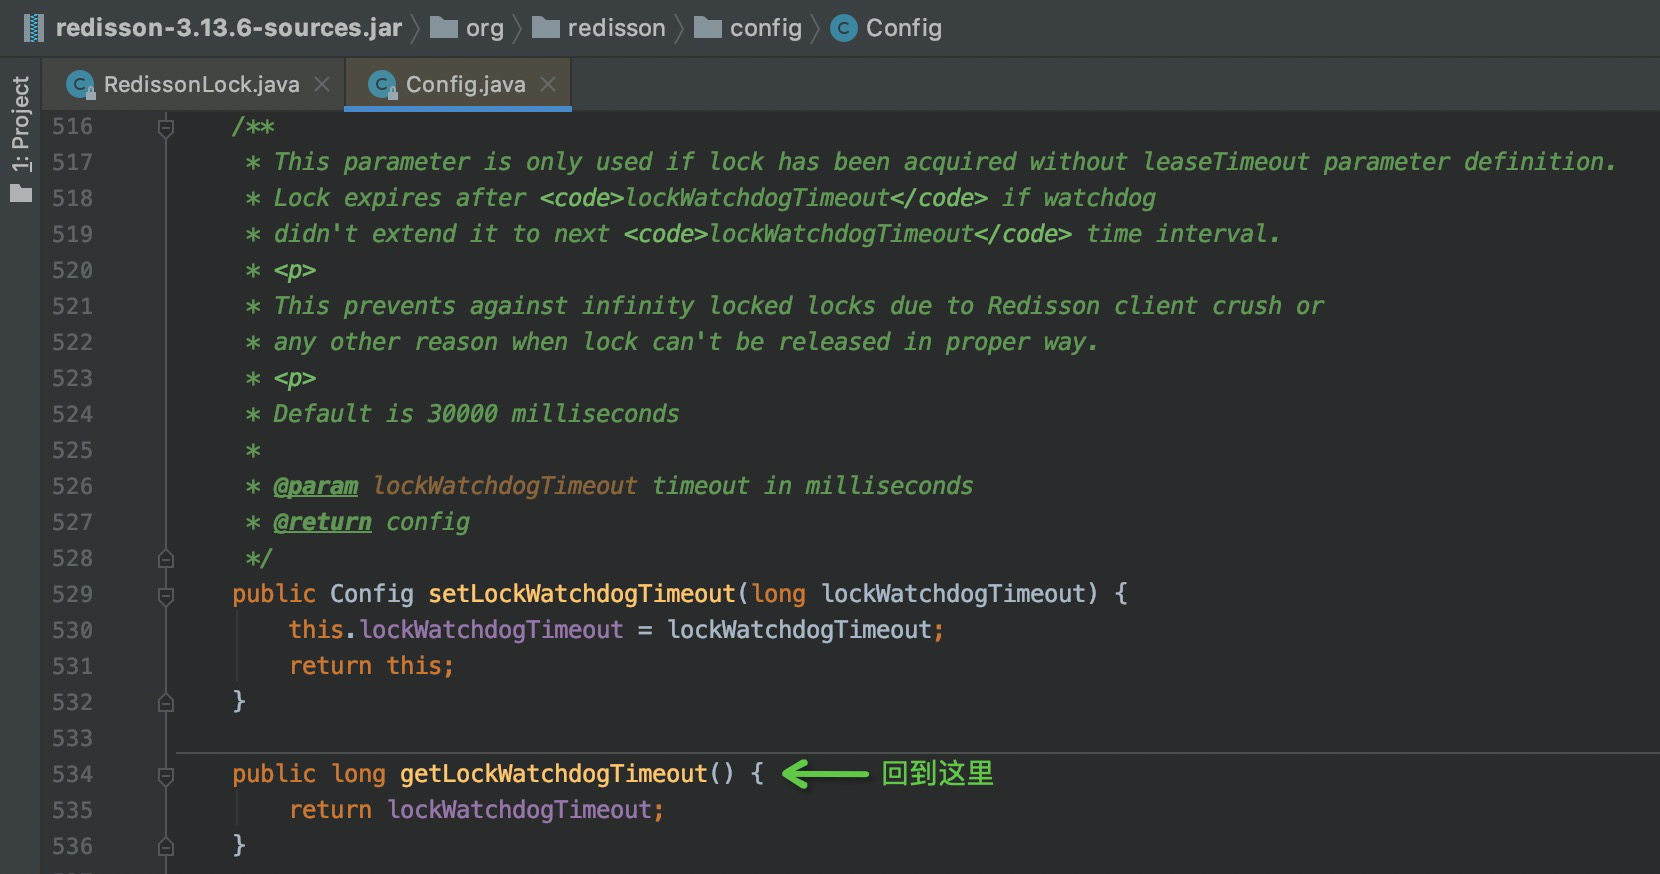 redisson-3.13.6-sources.jar org redisson config C Config
1: Project
C RedissonLock.java C Config.java
516 /**
517 * This parameter is only used if lock has been acquired without leaseTimeout parameter definition.
518 * Lock expires after <code>lockWatchdogTimeout</code> if watchdog
519 * didn't extend it to next <code>lockWatchdogTimeout</code> time interval.
520 * <p>
521 * This prevents against infinity locked locks due to Redisson client crush or
522 * any other reason when lock can't be released in proper way.
523 * <p>
524 * Default is 30000 milliseconds
525 *
526 * @param lockWatchdogTimeout timeout in milliseconds
527 * @return config
528 */
529 public Config setLockWatchdogTimeout(long lockWatchdogTimeout) {
530 this.lockWatchdogTimeout = lockWatchdogTimeout;
531 return this;
532 }
533
534 public long getLockWatchdogTimeout() { 回到这里
535 return lockWatchdogTimeout;
536 }